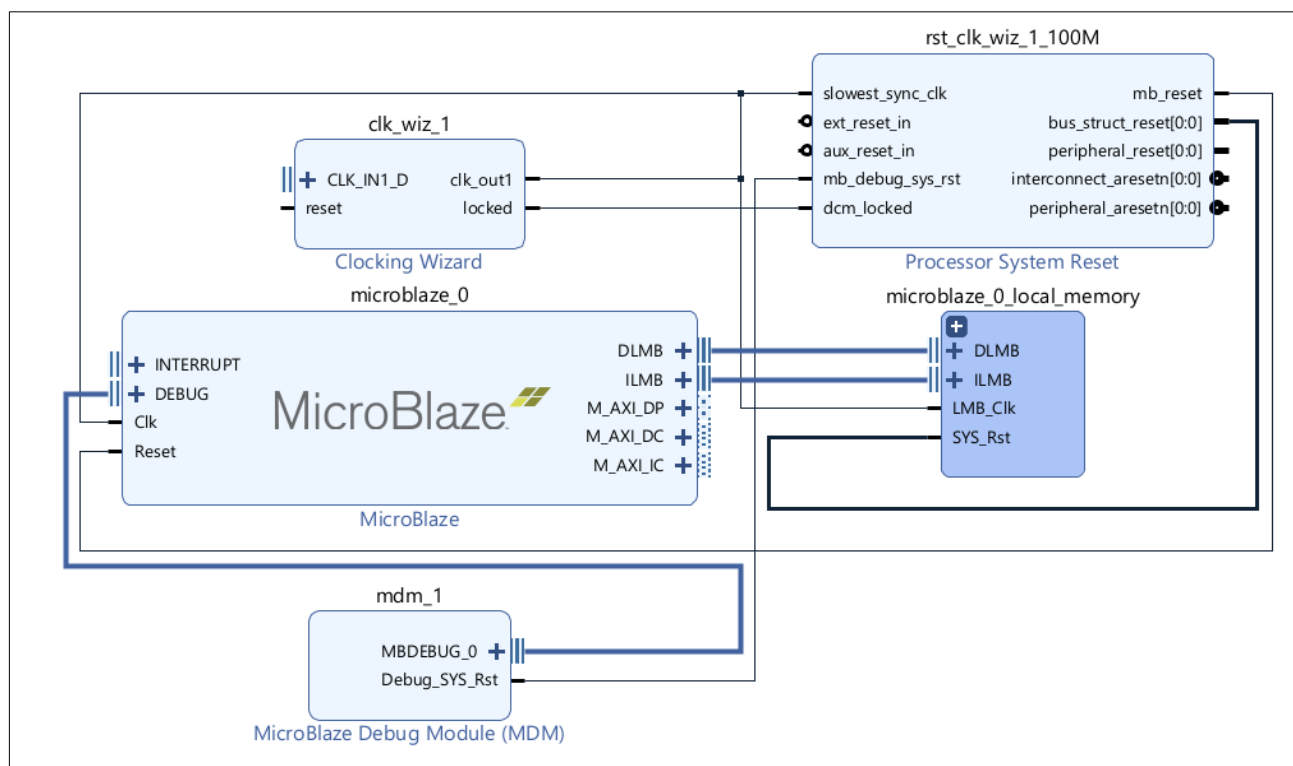 rst_clk_wiz_1_100M
slowest_sync_clk
mb_reset
ext_reset_in
bus_struct_reset[0:0]
aux_reset_in
peripheral_reset[0:0]
mb_debug_sys_rst
interconnect_aresetn[0:0]
dcm_locked
peripheral_aresetn[0:0]
Processor System Reset
clk_wiz_1
CLK_IN1_D
clk_out1
reset
locked
Clocking Wizard
microblaze_0
INTERRUPT
DEBUG
Clk
Reset
MicroBlaze
DLMB
ILMB
M_AXI_DP
M_AXI_DC
M_AXI_IC
MicroBlaze
microblaze_0_local_memory
DLMB
ILMB
LMB_Clk
SYS_Rst
mdm_1
MBDEBUG_0
Debug_SYS_Rst
MicroBlaze Debug Module (MDM)